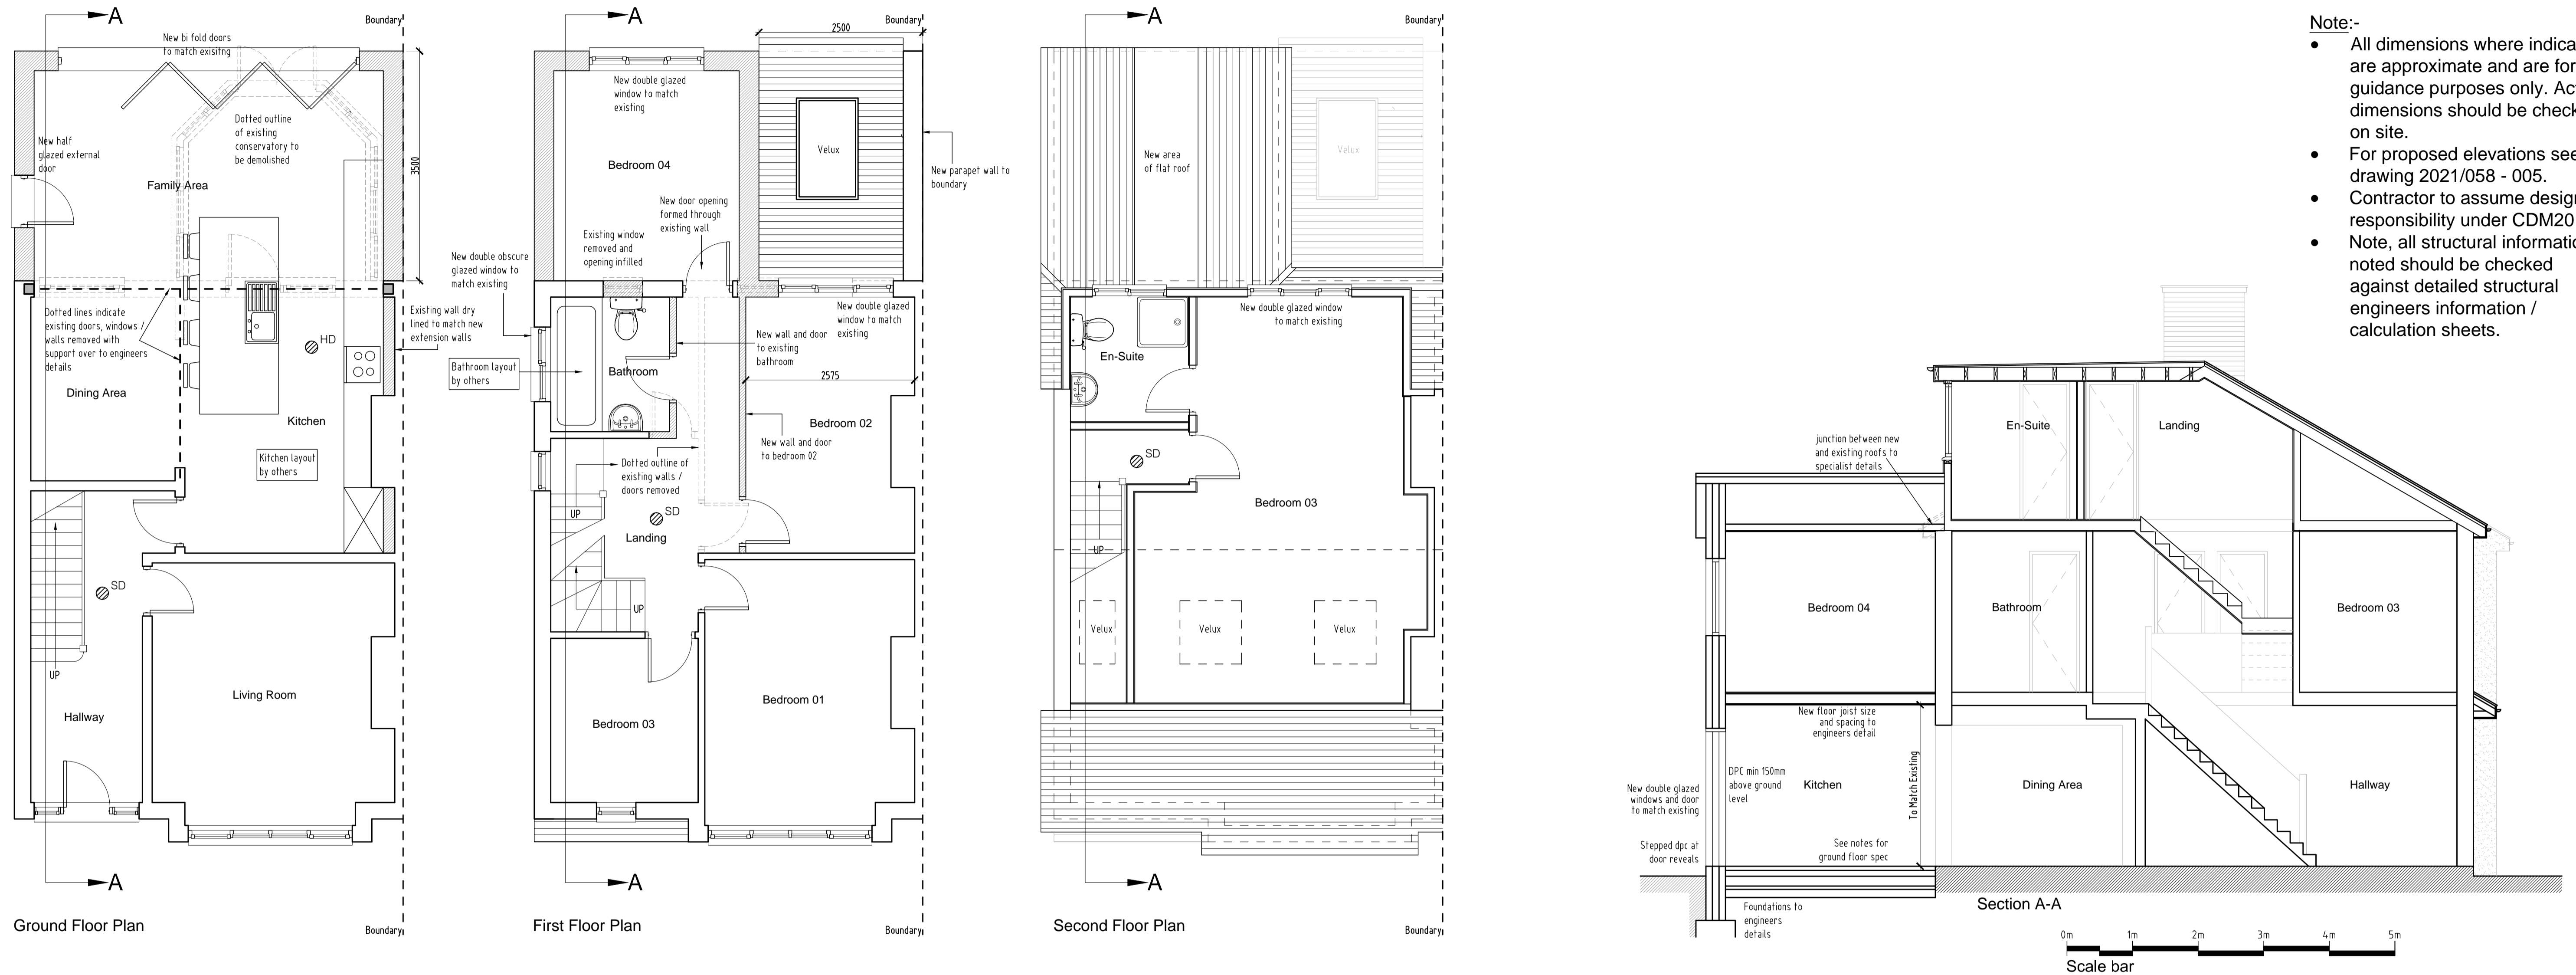 A
Boundary
New bi fold doors
to match exisitng
Dotted outline
of existing
conservatory to
be demolished
New half
glazed external
door
3500
Family Area
Dotted lines indicate
existing doors, windows /
walls removed with
support over to engineers
details
HD
Existing wall dry
lined to match new
extension walls
Dining Area
Kitchen
Kitchen layout
by others
SD
UP
Living Room
Hallway
A
Ground Floor Plan
Boundary
A
Boundary
2500
New double glazed
window to match
existing
Velux
Bedroom 04
New parapet wall to
boundary
New door opening
formed through
existing wall
Existing window
removed and
opening infilled
New double obscure
glazed window to
match existing
New double glazed
window to match
existing
New wall and door
to existing
bathroom
Bathroom layout
by others
Bathroom
2575
Bedroom 02
New wall and door
to bedroom 02
Dotted outline of
existing walls /
doors removed
UP
SD
Landing
UP
Bedroom 01
Bedroom 03
A
First Floor Plan
Boundary
A
Boundary
Velux
New area
of flat roof
New double glazed window
to match existing
En-Suite
SD
Bedroom 03
UP
Velux
Velux
Velux
A
Second Floor Plan
Boundary
Note:-
• All dimensions where indica
are approximate and are for
guidance purposes only. Ac
dimensions should be check
on site.
• For proposed elevations see
drawing 2021/058 - 005.
• Contractor to assume design
responsibility under CDM20
• Note, all structural informatio
noted should be checked
against detailed structural
engineers information /
calculation sheets.
En-Suite
Landing
junction between new
and existing roofs to
specialist details
Bedroom 04
Bathroom
Bedroom 03
New floor joist size
and spacing to
engineers detail
DPC min 150mm
above ground
level
Kitchen
To Match Existing
Dining Area
Hallway
New double glazed
windows and door
to match existing
Stepped dpc at
door reveals
See notes for
ground floor spec
Foundations to
engineers
details
Section A-A
0m 1m 2m 3m 4m 5m
Scale bar